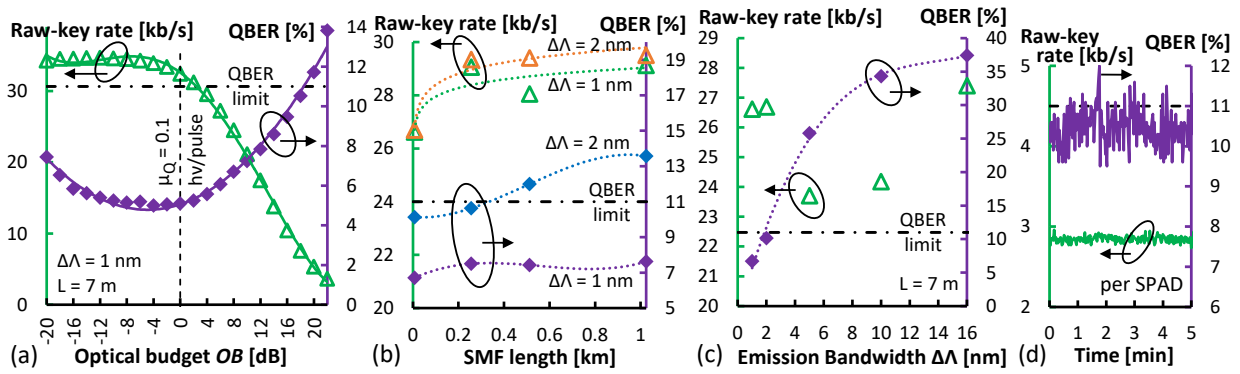 Raw-key rate [kb/s] QBER [%]
40 35 30 25 20 15 10 5 0
14 12 10 8 6 4 2 0
QBER
limit
μQ = 0.1
hν/pulse
ΔΛ = 1 nm
L = 7 m
-20 -16 -12 -8 -4 0 4 8 12 16 20
(a) Optical budget OB [dB]
Raw-key rate [kb/s] QBER [%]
30 28 26 24 22 20
19 17 15 13 11 9 7 5
ΔΛ = 2 nm
ΔΛ = 1 nm
ΔΛ = 2 nm
QBER
limit
ΔΛ = 1 nm
0 0.2 0.4 0.6 0.8 1
(b) SMF length [km]
Raw-key rate [kb/s] QBER [%]
29 28 27 26 25 24 23 22 21 20
40 35 30 25 20 15 10 5 0
QBER
limit
L = 7 m
0 2 4 6 8 10 12 14 16
(c) Emission Bandwidth ΔΛ [nm]
Raw-key
rate [kb/s] QBER [%]
5 4 3 2
12 11 10 9 8 7 6
per SPAD
0 1 2 3 4 5
(d) Time [min]